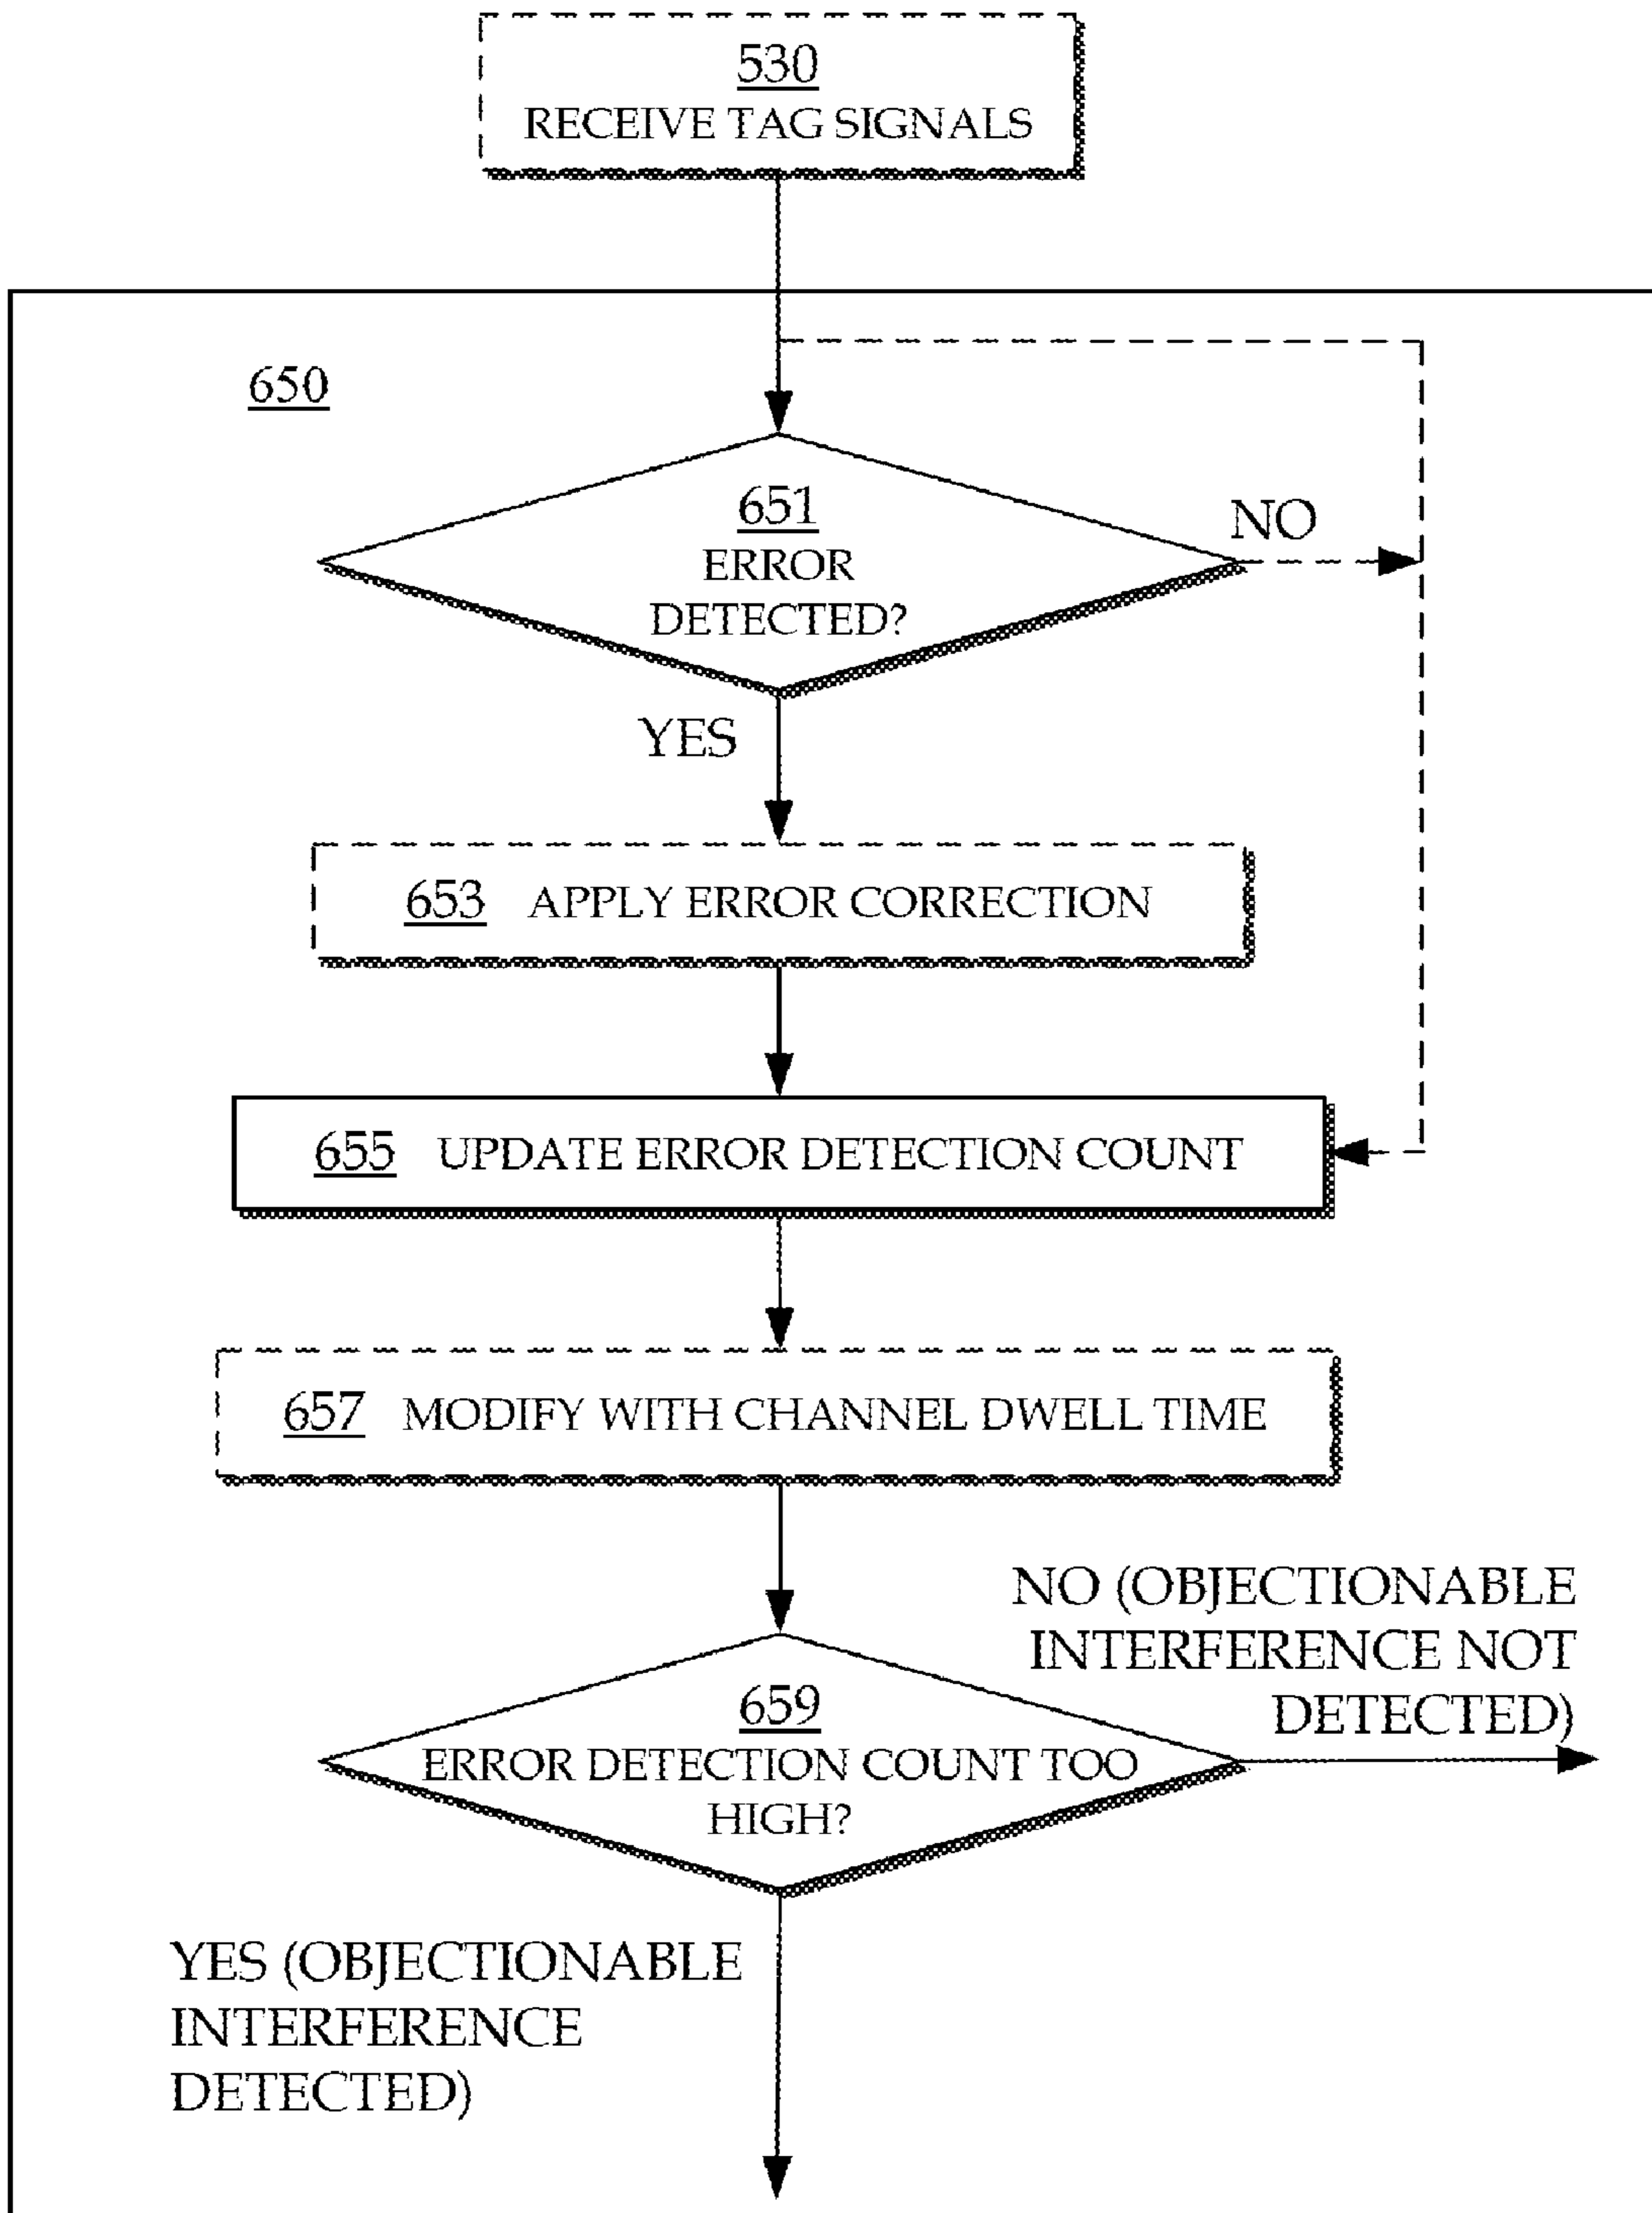 530
RECEIVE TAG SIGNALS
650
651
ERROR
DETECTED?
NO
YES
653 APPLY ERROR CORRECTION
655 UPDATE ERROR DETECTION COUNT
657 MODIFY WITH CHANNEL DWELL TIME
NO (OBJECTIONABLE
INTERFERENCE NOT
DETECTED)
659
ERROR DETECTION COUNT TOO
HIGH?
YES (OBJECTIONABLE
INTERFERENCE
DETECTED)